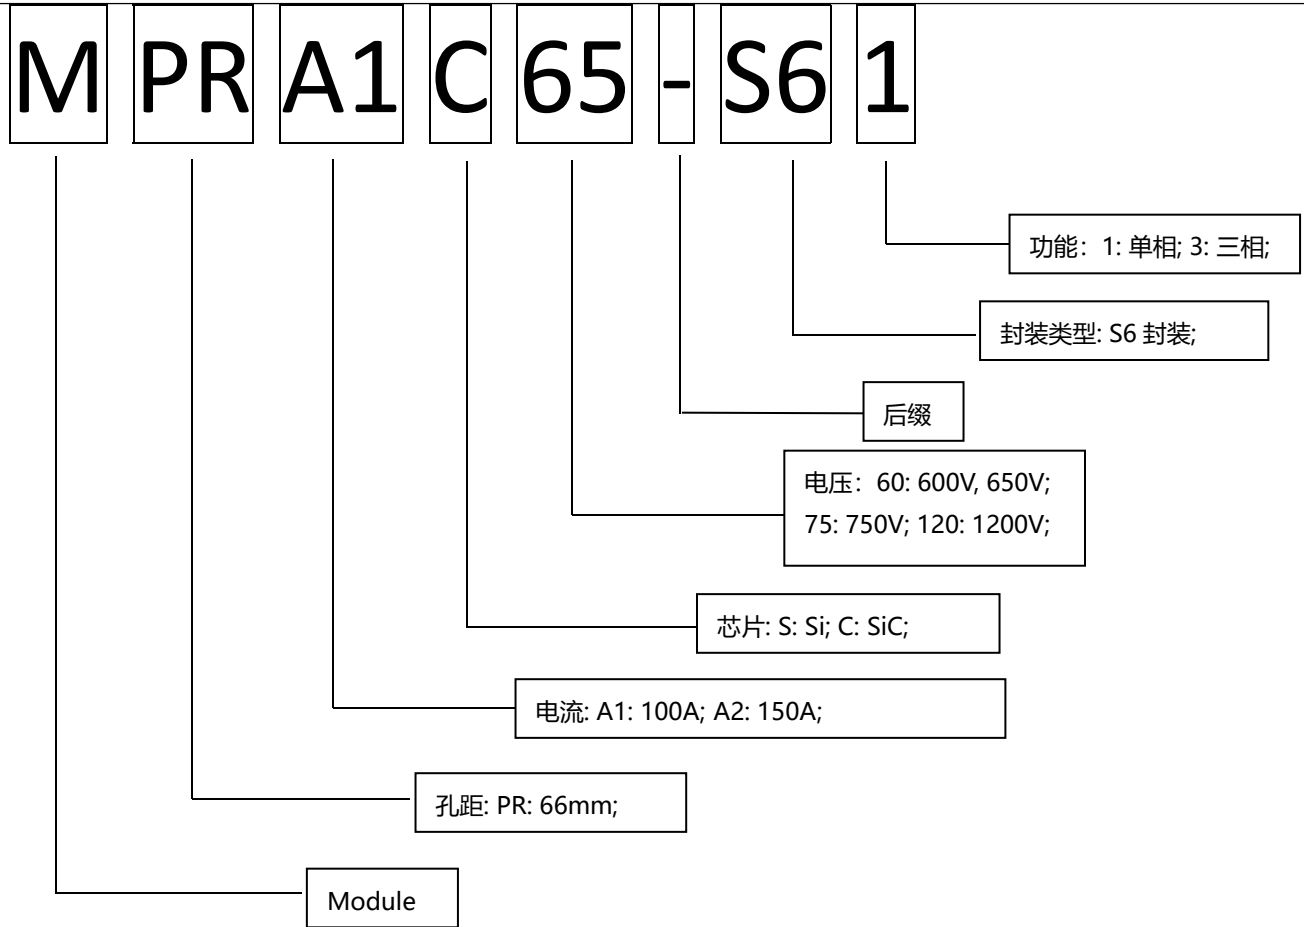 M PR A1 C 65 - S6 1
功能：1: 单相; 3: 三相;
封装类型: S6 封装;
后缀
电压：60: 600V, 650V;
75: 750V; 120: 1200V;
芯片: S: Si; C: SiC;
电流: A1: 100A; A2: 150A;
孔距: PR: 66mm;
Module